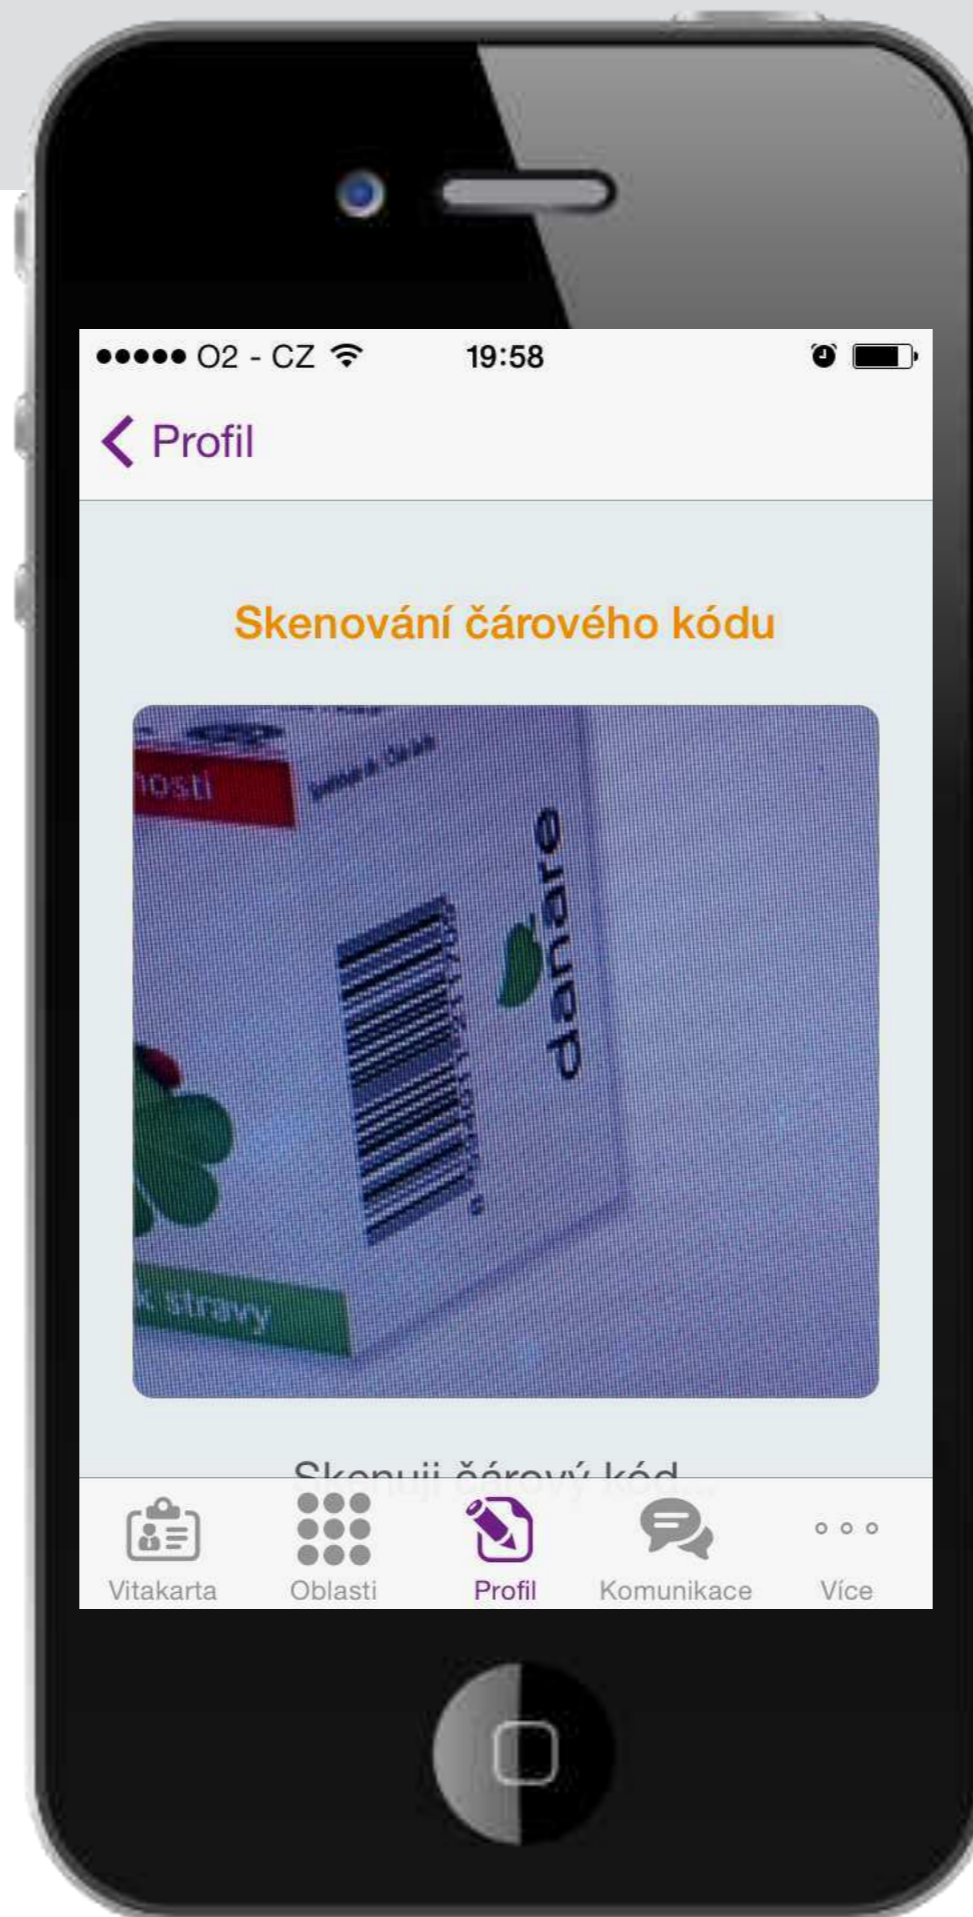 O2 - CZ 19:58
Profil
Skenování čárového kódu
nosti
danare
k stravy
Skenuji čárový kód...
Vitakarta Oblasti Profil Komunikace Více